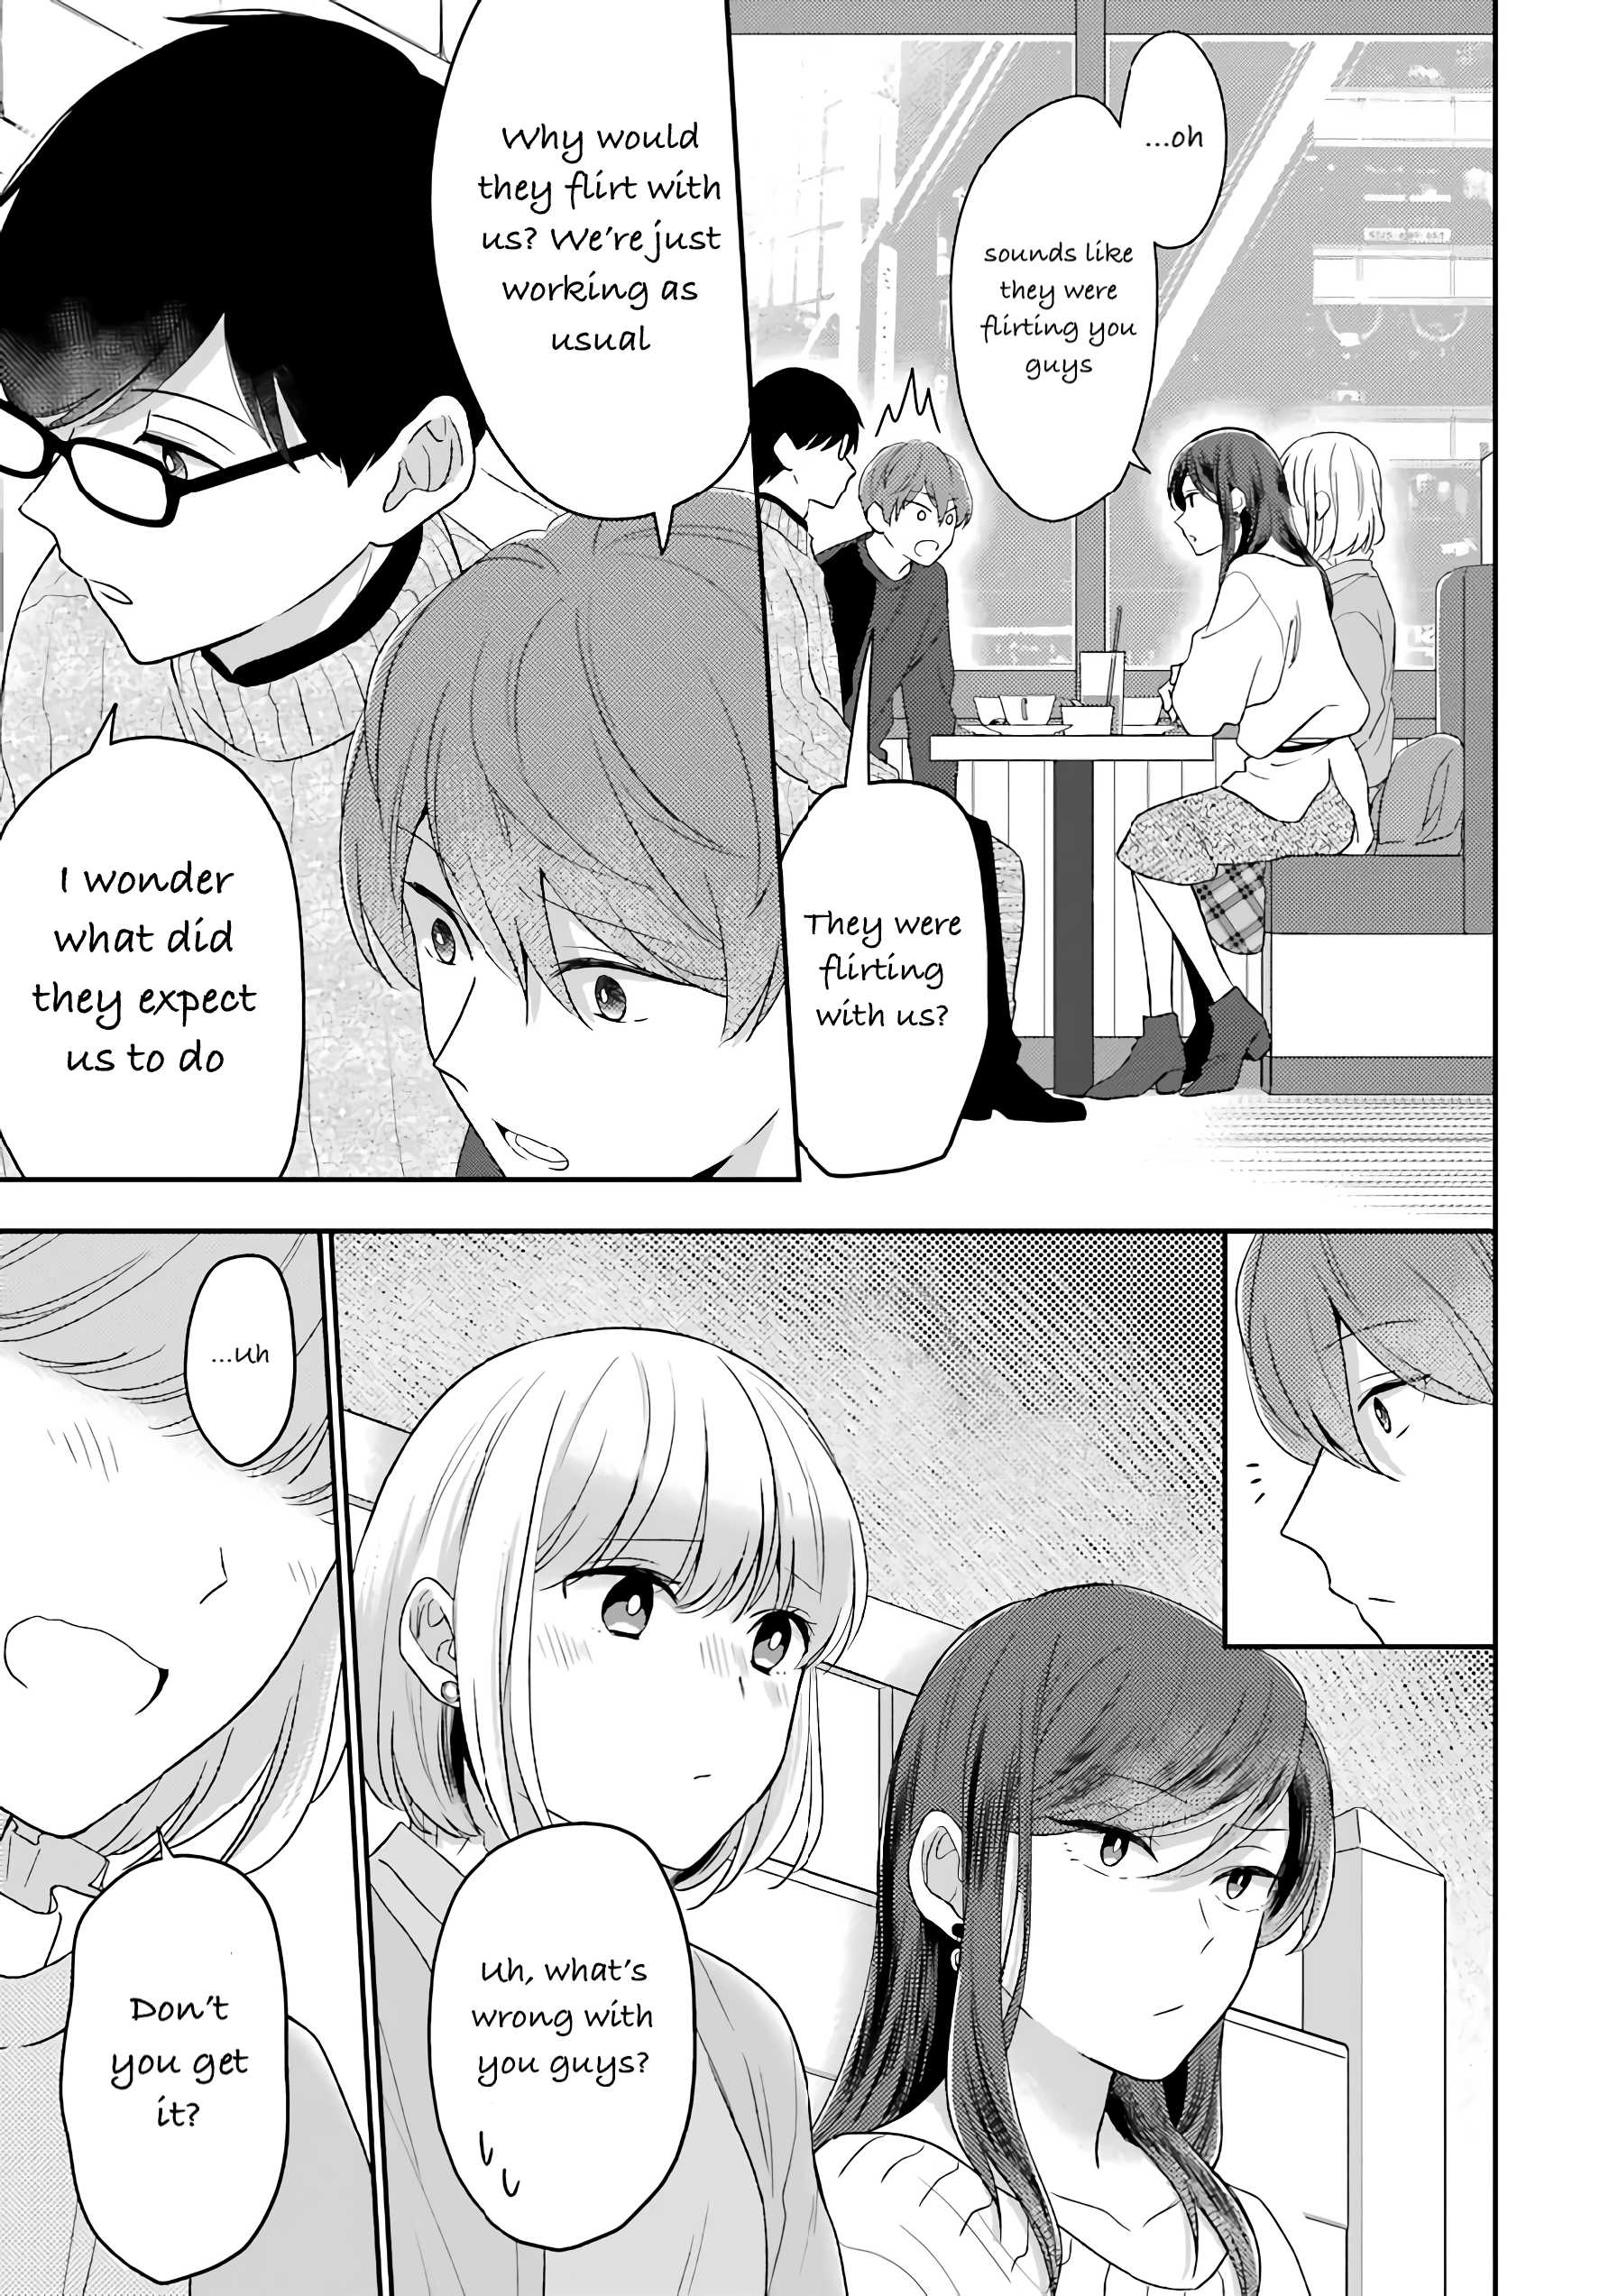 ...oh
sounds like
they were
flirting you
guys
They were
flirting
with us?
Why would
they flirt with
us? We're just
working as
usual
I wonder
what did
they expect
us to do
Uh, what's
wrong with
you guys?
...uh
Don't
you get
it?